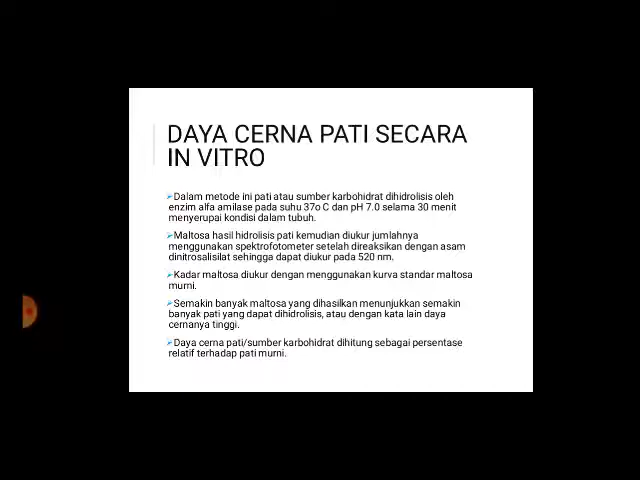 DAYA CERNA PATI SECARA
IN VITRO
➢Dalam metode ini pati atau sumber karbohidrat dihidrolisis oleh
enzim alfa amilase pada suhu 37o C dan pH 7.0 selama 30 menit
menyerupai kondisi dalam tubuh.
➢Maltosa hasil hidrolisis pati kemudian diukur jumlahnya
menggunakan spektrofotometer setelah direaksikan dengan asam
dinitrosalisilat sehingga dapat diukur pada 520 nm.
➢Kadar maltosa diukur dengan menggunakan kurva standar maltosa
murni.
➢Semakin banyak maltosa yang dihasilkan menunjukkan semakin
banyak pati yang dapat dihidrolisis, atau dengan kata lain daya
cernanya tinggi.
➢Daya cerna pati/sumber karbohidrat dihitung sebagai persentase
relatif terhadap pati murni.